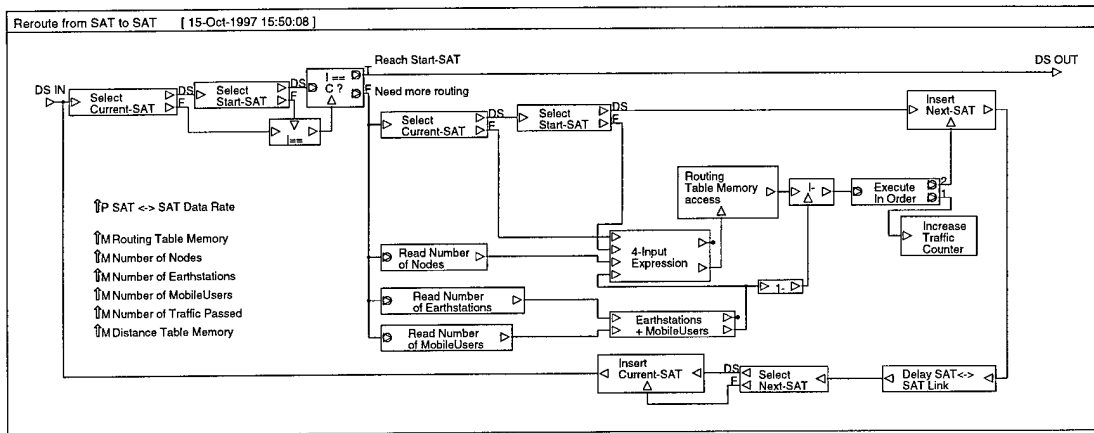 Reroute from SAT to SAT [ 15-Oct-1997 15:50:08 ]
DS IN
Select
Current-SAT
DS
F
Select
Start-SAT
DS
F
I ==
C ?
T
F
I==
Reach Start-SAT
Need more routing
DS OUT
Select
Current-SAT
DS
F
Select
Start-SAT
DS
F
Insert
Next-SAT
Routing
Table Memory
access
I-
Execute
In Order
2
1
Increase
Traffic
Counter
⇑P SAT <-> SAT Data Rate
⇑M Routing Table Memory
⇑M Number of Nodes
⇑M Number of Earthstations
⇑M Number of MobileUsers
⇑M Number of Traffic Passed
⇑M Distance Table Memory
Read Number
of Nodes
4-Input
Expression
1-
Read Number
of Earthstations
Earthstations
+ MobileUsers
Read Number
of MobileUsers
Insert
Current-SAT
DS
F
Select
Next-SAT
Delay SAT<->
SAT Link